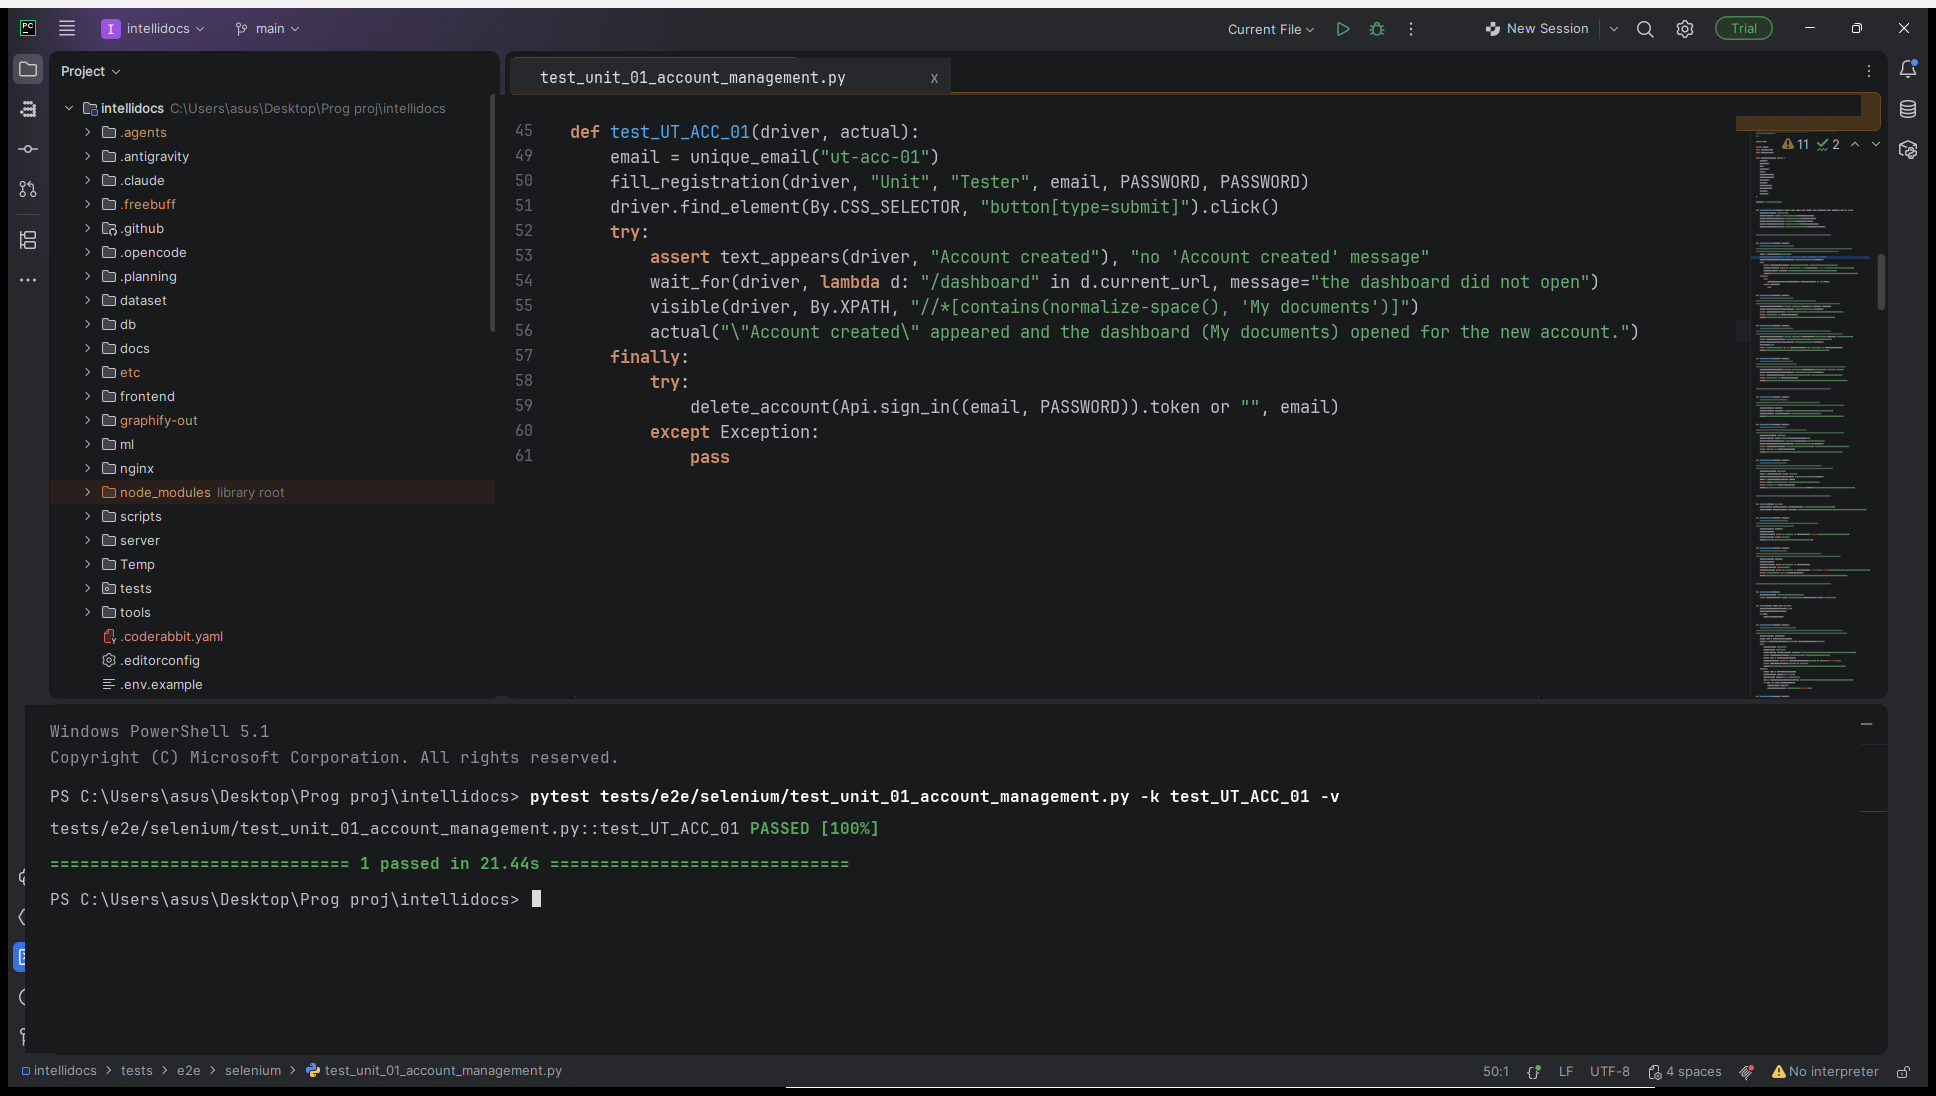 PC
I intellidocs
main
Current File
New Session
Trial
Project
intellidocs C:\Users\asus\Desktop\Prog proj\intellidocs
.agents
.antigravity
.claude
.freebuff
.github
.opencode
.planning
dataset
db
docs
etc
frontend
graphify-out
ml
nginx
node_modules library root
scripts
server
Temp
tests
tools
.coderabbit.yaml
.editorconfig
.env.example
test_unit_01_account_management.py x
11 2
45 def test_UT_ACC_01(driver, actual):
49 email = unique_email("ut-acc-01")
50 fill_registration(driver, "Unit", "Tester", email, PASSWORD, PASSWORD)
51 driver.find_element(By.CSS_SELECTOR, "button[type=submit]").click()
52 try:
53 assert text_appears(driver, "Account created"), "no 'Account created' message"
54 wait_for(driver, lambda d: "/dashboard" in d.current_url, message="the dashboard did not open")
55 visible(driver, By.XPATH, "//*[contains(normalize-space(), 'My documents')]")
56 actual("\"Account created\" appeared and the dashboard (My documents) opened for the new account.")
57 finally:
58 try:
59 delete_account(Api.sign_in((email, PASSWORD)).token or "", email)
60 except Exception:
61 pass
Windows PowerShell 5.1
Copyright (C) Microsoft Corporation. All rights reserved.
PS C:\Users\asus\Desktop\Prog proj\intellidocs> pytest tests/e2e/selenium/test_unit_01_account_management.py -k test_UT_ACC_01 -v
tests/e2e/selenium/test_unit_01_account_management.py::test_UT_ACC_01 PASSED [100%]
============================== 1 passed in 21.44s ==============================
PS C:\Users\asus\Desktop\Prog proj\intellidocs>
intellidocs > tests > e2e > selenium > test_unit_01_account_management.py
50:1 LF UTF-8 4 spaces No interpreter